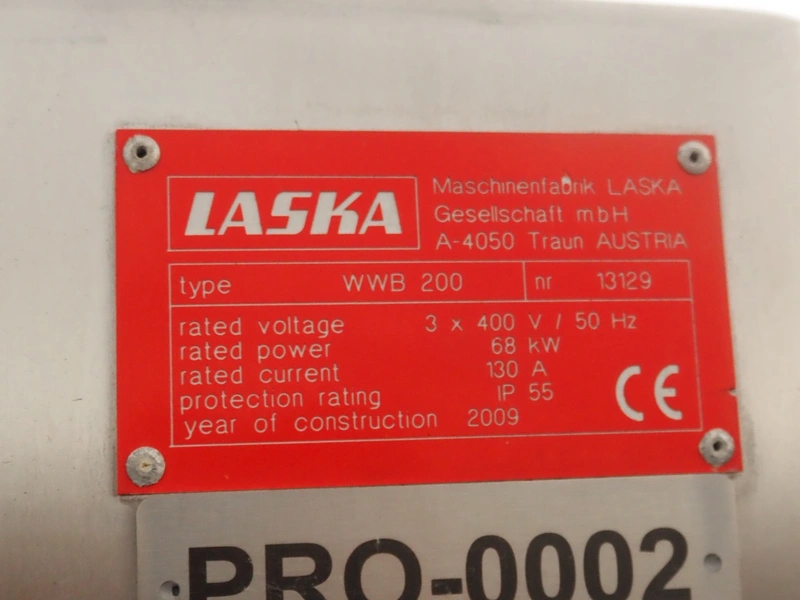 LASKA
Maschinenfabrik LASKA
Gesellschaft mbH
A-4050 Traun AUSTRIA
type WWB 200 nr 13129
rated voltage 3 x 400 V / 50 Hz
rated power 68 kW
rated current 130 A
protection rating IP 55
year of construction 2009
CE
PRO-0002